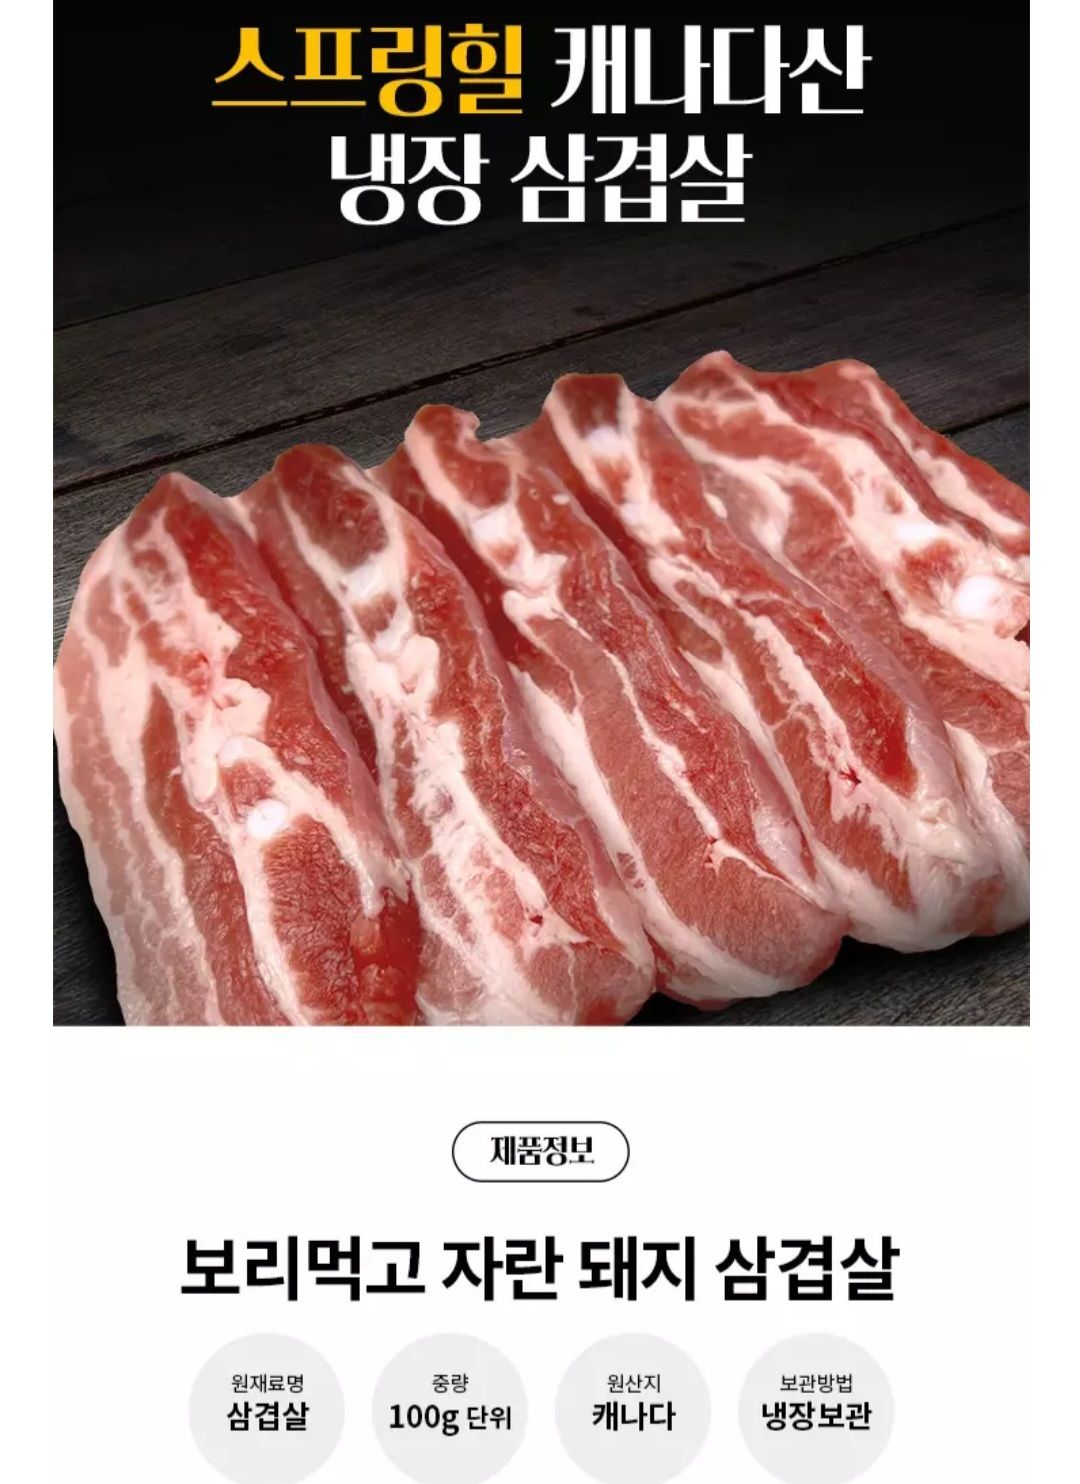 스프링힐 캐나다산
냉장 삼겹살
제품정보
보리먹고 자란 돼지 삼겹살
원재료명
삼겹살
중량
100g 단위
원산지
캐나다
보관방법
냉장보관